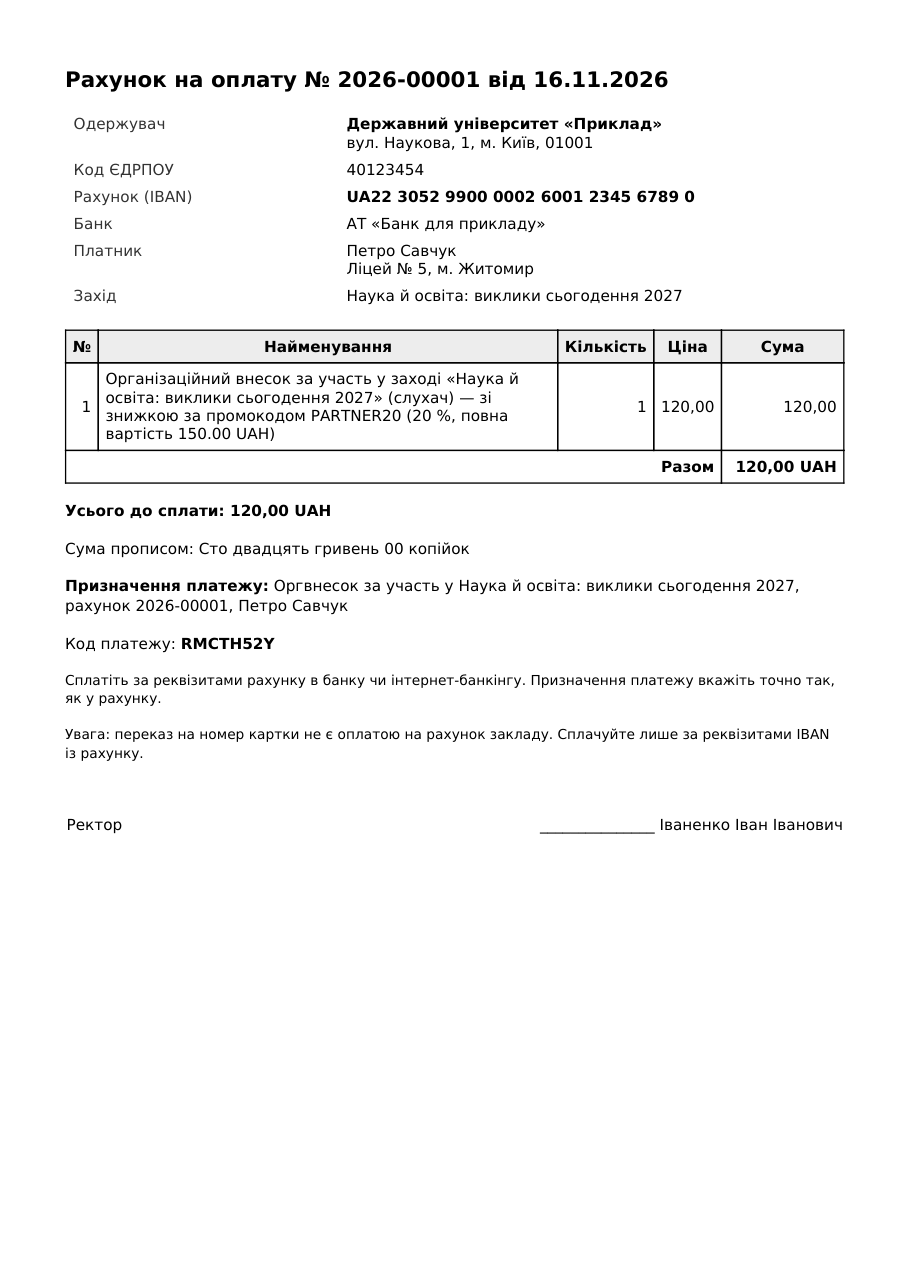 Рахунок на оплату № 2026-00001 від 16.11.2026
Одержувач Державний університет «Приклад»
вул. Наукова, 1, м. Київ, 01001
Код ЄДРПОУ 40123454
Рахунок (IBAN) UA22 3052 9900 0002 6001 2345 6789 0
Банк АТ «Банк для прикладу»
Платник Петро Савчук
Ліцей № 5, м. Житомир
Захід Наука й освіта: виклики сьогодення 2027
№ Найменування Кількість Ціна Сума
Організаційний внесок за участь у заході «Наука й
освіта: виклики сьогодення 2027» (слухач) — зі
1 знижкою за промокодом PARTNER20 (20 %, повна 1 120,00 120,00
вартість 150.00 UAH)
Разом 120,00 UAH
Усього до сплати: 120,00 UAH
Сума прописом: Сто двадцять гривень 00 копійок
Призначення платежу: Оргвнесок за участь у Наука й освіта: виклики сьогодення 2027,
рахунок 2026-00001, Петро Савчук
Код платежу: RMCTH52Y
Сплатіть за реквізитами рахунку в банку чи інтернет-банкінгу. Призначення платежу вкажіть точно так,
як у рахунку.
Увага: переказ на номер картки не є оплатою на рахунок закладу. Сплачуйте лише за реквізитами IBAN
із рахунку.
Ректор _______________ Іваненко Іван Іванович